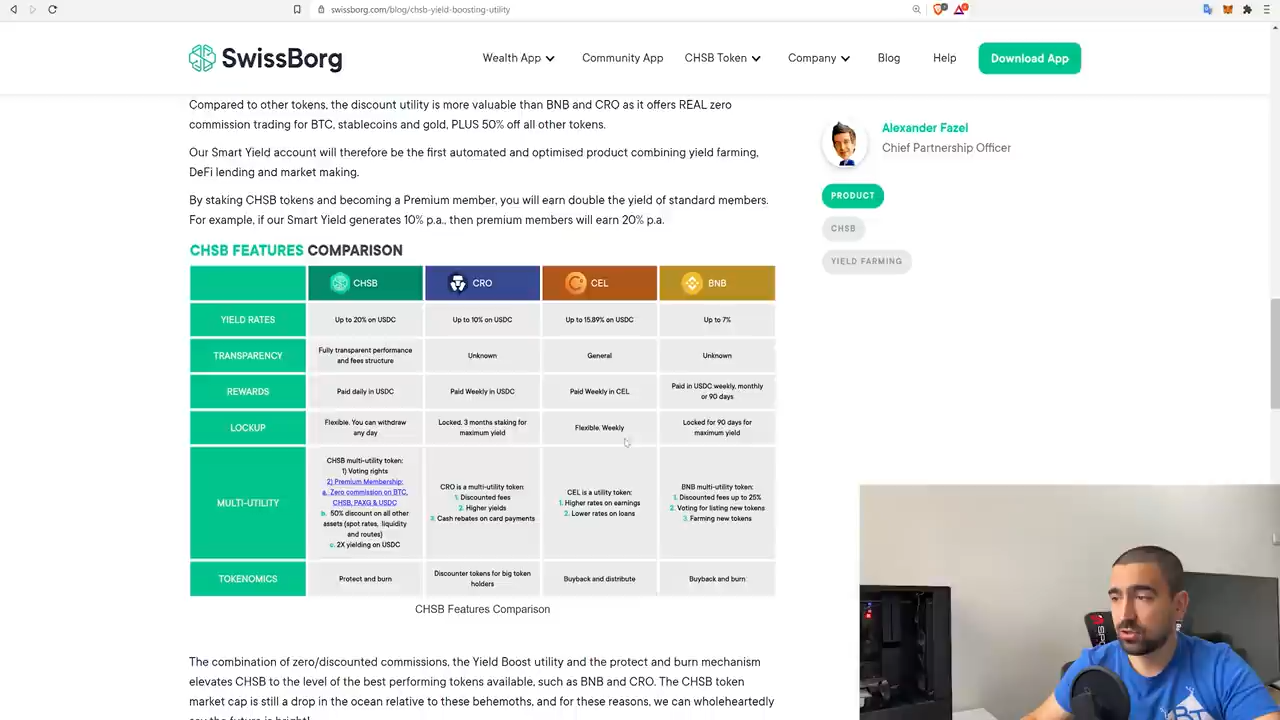 swissborg.com/blog/chsb-yield-boosting-utility
SwissBorg
Wealth App
Community App
CHSB Token
Company
Blog
Help
Download App
Compared to other tokens, the discount utility is more valuable than BNB and CRO as it offers REAL zero
commission trading for BTC, stablecoins and gold, PLUS 50% off all other tokens.
Our Smart Yield account will therefore be the first automated and optimised product combining yield farming,
DeFi lending and market making.
By staking CHSB tokens and becoming a Premium member, you will earn double the yield of standard members.
For example, if our Smart Yield generates 10% p.a., then premium members will earn 20% p.a.
Alexander Fazel
Chief Partnership Officer
PRODUCT
CHSB
YIELD FARMING
CHSB FEATURES COMPARISON
CHSB
CRO
CEL
BNB
YIELD RATES
Up to 20% on USDC
Up to 10% on USDC
Up to 15.89% on USDC
Up to 7%
TRANSPARENCY
Fully transparent performance
and fees structure
Unknown
General
Unknown
REWARDS
Paid daily in USDC
Paid Weekly in USDC
Paid Weekly in CEL
Paid in USDC weekly, monthly
or 90 days
LOCKUP
Flexible. You can withdraw
any day
Locked, 3 months staking for
maximum yield
Flexible. Weekly
Locked for 90 days for
maximum yield
MULTI-UTILITY
CHSB multi-utility token:
1) Voting rights
2) Premium Membership:
a. Zero commission on BTC,
CHSB, PAXG & USDC
b. 50% discount on all other
assets (spot rates, liquidity
and routes)
c. 2X yielding on USDC
CRO is a multi-utility token:
1. Discounted fees
2. Higher yields
3. Cash rebates on card payments
CEL is a utility token:
1. Higher rates on earnings
2. Lower rates on loans
BNB multi-utility token:
1. Discounted fees up to 25%
2. Voting for listing new tokens
3. Farming new tokens
TOKENOMICS
Protect and burn
Discounter tokens for big token
holders
Buyback and distribute
Buyback and burn
CHSB Features Comparison
The combination of zero/discounted commissions, the Yield Boost utility and the protect and burn mechanism
elevates CHSB to the level of the best performing tokens available, such as BNB and CRO. The CHSB token
market cap is still a drop in the ocean relative to these behemoths, and for these reasons, we can wholeheartedly
say the future is bright!